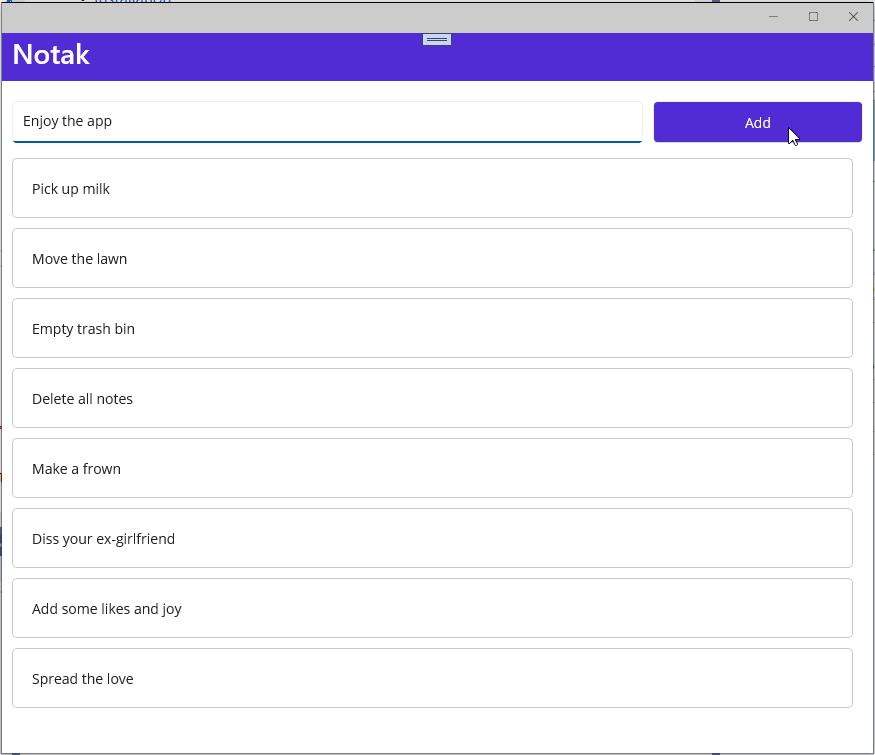 Notak
Enjoy the app
Add
Pick up milk
Move the lawn
Empty trash bin
Delete all notes
Make a frown
Diss your ex-girlfriend
Add some likes and joy
Spread the love